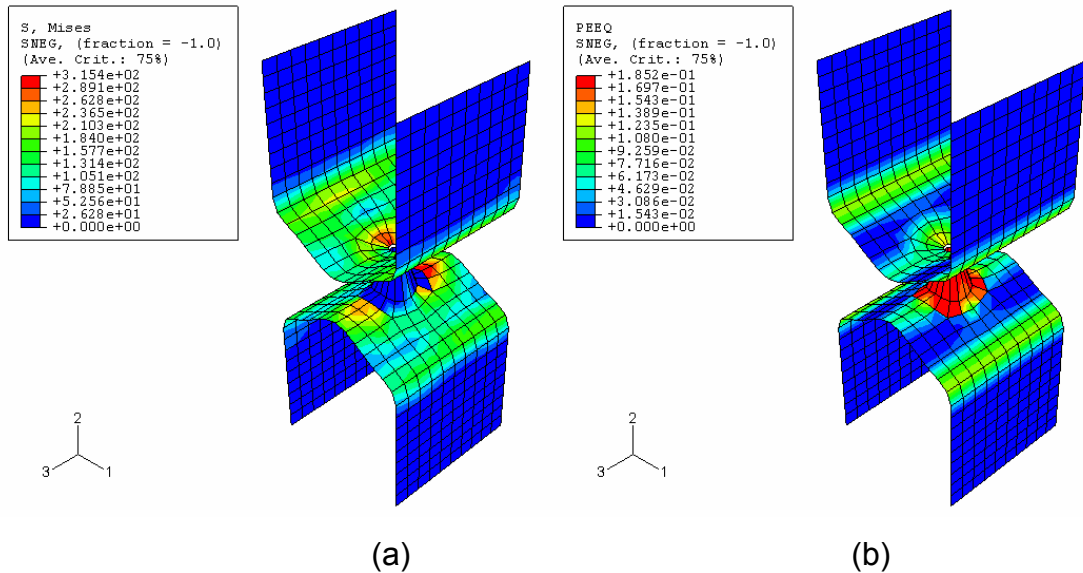 S, Mises
SNEG, (fraction = -1.0)
(Ave. Crit.: 75%)
+3.154e+02
+2.891e+02
+2.628e+02
+2.365e+02
+2.103e+02
+1.840e+02
+1.577e+02
+1.314e+02
+1.051e+02
+7.885e+01
+5.256e+01
+2.628e+01
+0.000e+00
2
3
1
(a)
PEEQ
SNEG, (fraction = -1.0)
(Ave. Crit.: 75%)
+1.852e-01
+1.697e-01
+1.543e-01
+1.389e-01
+1.235e-01
+1.080e-01
+9.259e-02
+7.716e-02
+6.173e-02
+4.629e-02
+3.086e-02
+1.543e-02
+0.000e+00
2
3
1
(b)